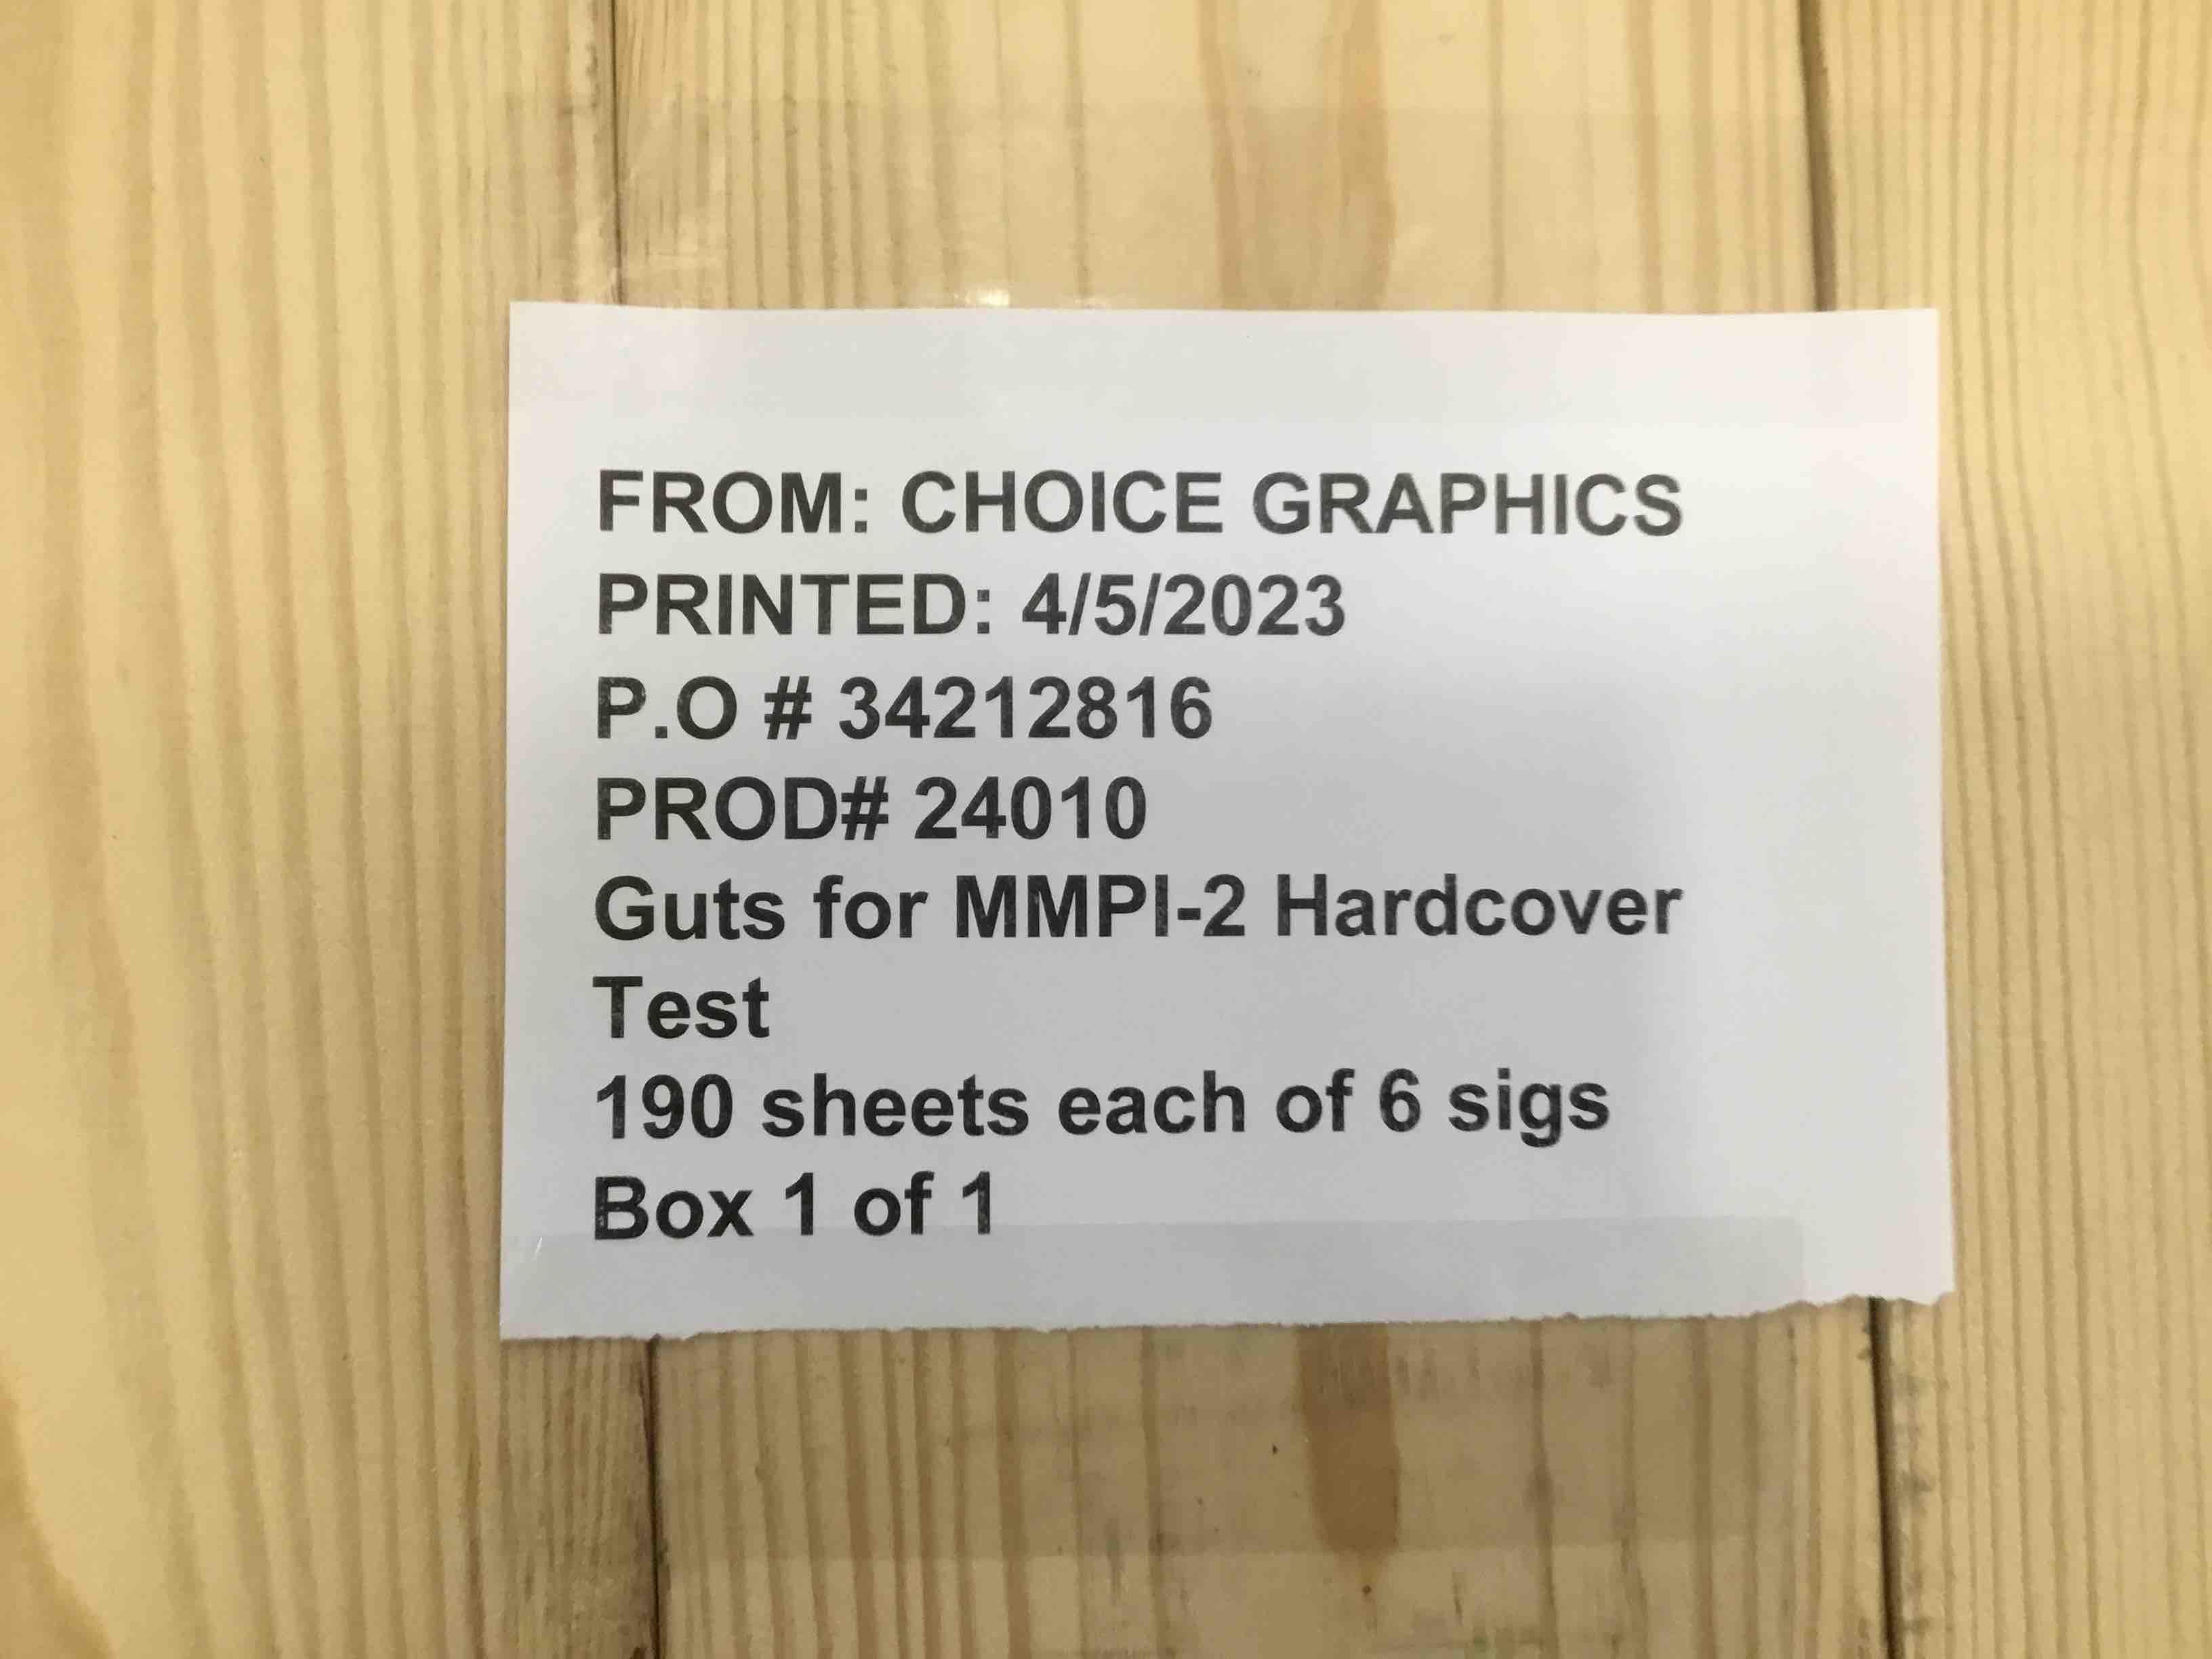 FROM: CHOICE GRAPHICS
PRINTED: 4/5/2023
P.O # 34212816
PROD# 24010
Guts for MMPI-2 Hardcover
Test
190 sheets each of 6 sigs
Box 1 of 1